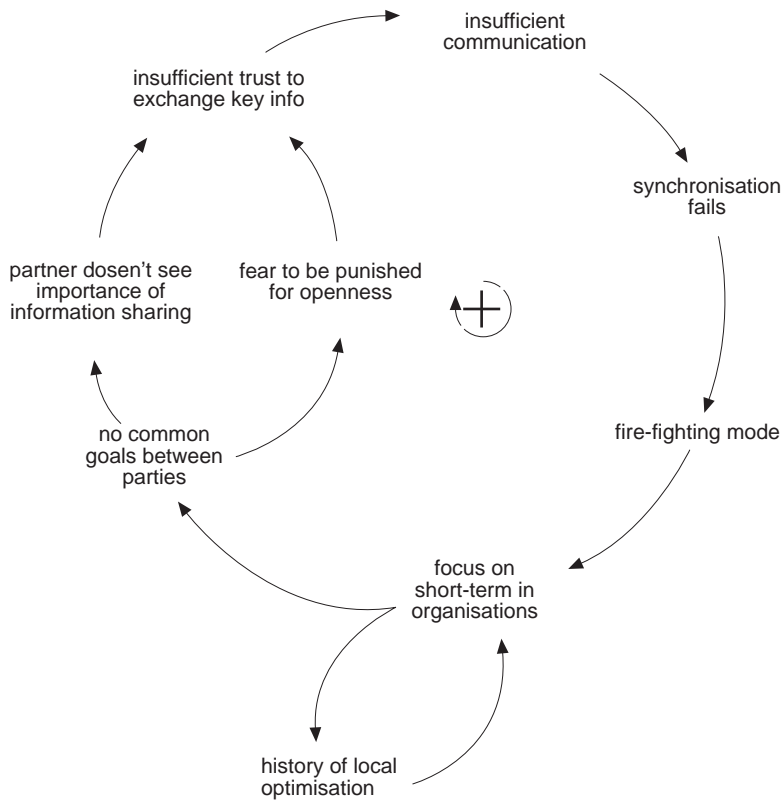 insufficient
communication
insufficient trust to
exchange key info
synchronisation
fails
partner dosen't see
importance of
information sharing
fear to be punished
for openness
no common
goals between
parties
fire-fighting mode
focus on
short-term in
organisations
history of local
optimisation